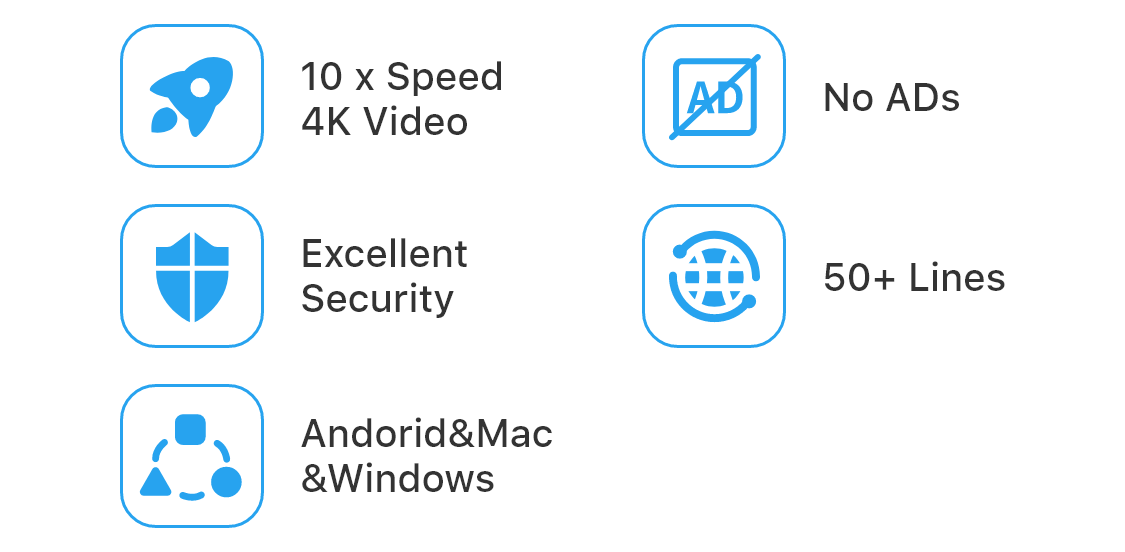 10 x Speed
4K Video
AD
No ADs
Excellent
Security
50+ Lines
Andorid&Mac
&Windows